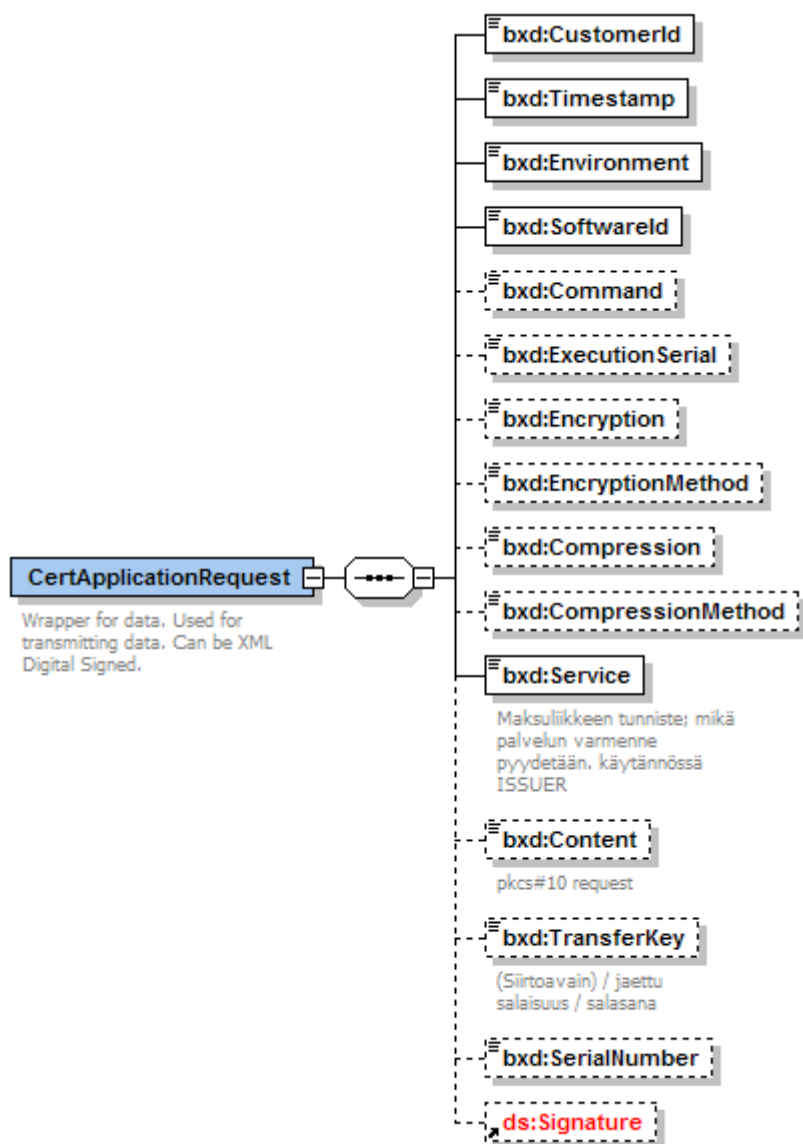 bxd:CustomerId
bxd:Timestamp
bxd:Environment
bxd:SoftwareId
bxd:Command
bxd:ExecutionSerial
bxd:Encryption
bxd:EncryptionMethod
bxd:Compression
CertApplicationRequest
Wrapper for data. Used for
transmitting data. Can be XML
Digital Signed.
bxd:CompressionMethod
bxd:Service
Maksuliikkeen tunniste; mikä
palvelun varmenne
pyydetään. käytännössä
ISSUER
bxd:Content
pkcs#10 request
bxd:TransferKey
(Siirtoavain) / jaettu
salaisuus / salasana
bxd:SerialNumber
ds:Signature